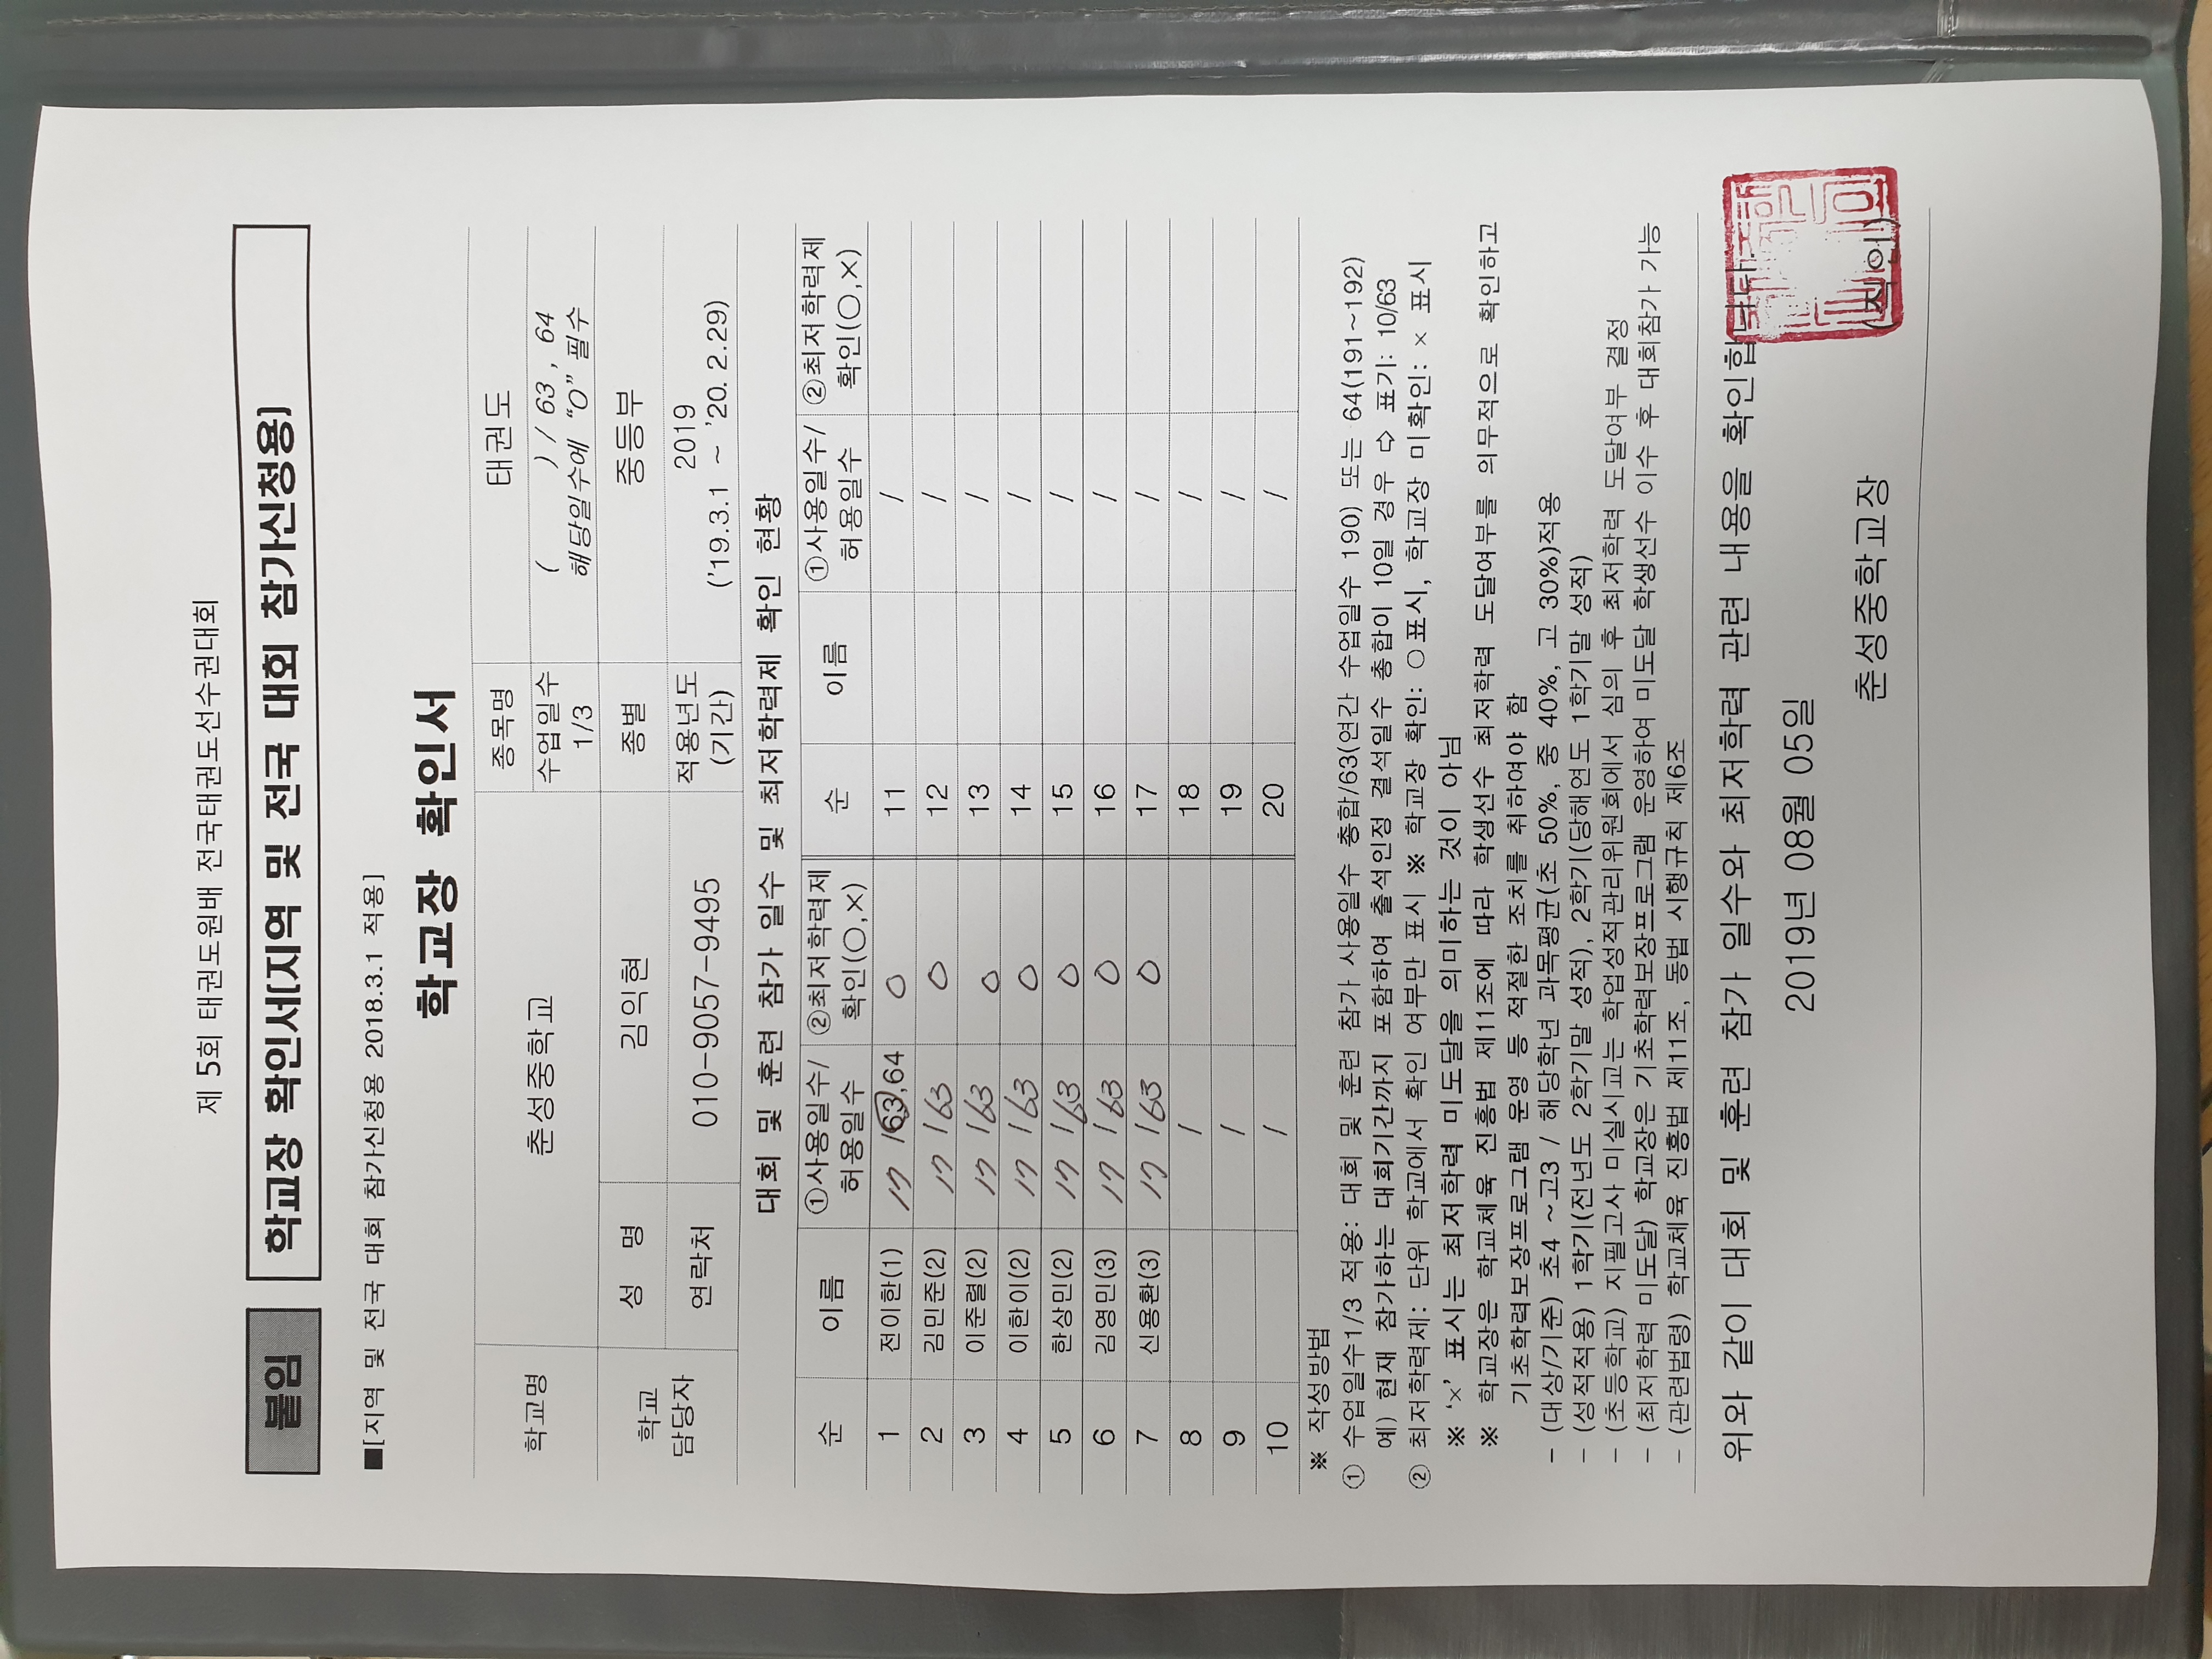 제 5회 태권도원배 전국태권도선수권대회
붙임 학교장 확인서[지역 및 전국 대회 참가신청용]
■[지역 및 전국 대회 참가신청용 2018.3.1 적용]
학교장 확인서
학교명 춘성중학교 종목명 태권도
수업일수 1/3 ( ) / 63 , 64 해당일수에 "O" 필수
학교 담당자 성 명 김익현 종별 중등부
연락처 010-9057-9495 적용년도 (기간) 2019 ('19.3.1 ~ '20. 2.29)
대회 및 훈련 참가 일수 및 최저학력제 확인 현황
순 이름 ①사용일수/허용일수 ②최저학력제 확인(○,×) 순 이름 ①사용일수/허용일수 ②최저학력제 확인(○,×)
1 전이한(1) 17 /63,64 O 11 /
2 김민준(2) 17 / 63 O 12 /
3 이준렬(2) 17 / 63 O 13 /
4 이한이(2) 17 / 63 O 14 /
5 한상민(2) 17 / 63 O 15 /
6 김영민(3) 17 / 63 O 16 /
7 신용환(3) 17 / 63 O 17 /
8 / 18 /
9 / 19 /
10 / 20 /
※ 작성방법
① 수업일수1/3 적용: 대회 및 훈련 참가 사용일수 총합/63(연간 수업일수 190) 또는 64(191~192)
예) 현재 참가하는 대회기간까지 포함하여 출석인정 결석일수 총합이 10일 경우 ⇨ 표기: 10/63
② 최저학력제: 단위 학교에서 확인 여부만 표시 ※ 학교장 확인: ○표시, 학교장 미확인: × 표시
※ '×' 표시는 최저학력 미도달을 의미하는 것이 아님
※ 학교장은 학교체육 진흥법 제11조에 따라 학생선수 최저학력 도달여부를 의무적으로 확인하고
기초학력보장프로그램 운영 등 적절한 조치를 취하여야 함
- (대상/기준) 초4 ~고3 / 해당학년 과목평균(초 50%, 중 40%, 고 30%)적용
- (성적적용) 1학기(전년도 2학기말 성적), 2학기(당해연도 1학기말 성적)
- (초등학교) 지필고사 미실시교는 학업성적관리위원회에서 심의 후 최저학력 도달여부 결정
- (최저학력 미도달) 학교장은 기초학력보장프로그램 운영하여 미도달 학생선수 이수 후 대회참가 가능
- (관련법령) 학교체육 진흥법 제11조, 동법 시행규칙 제6조
위와 같이 대회 및 훈련 참가 일수와 최저학력 관련 내용을 확인합니다.
2019년 08월 05일
춘성중학교장 (직인)